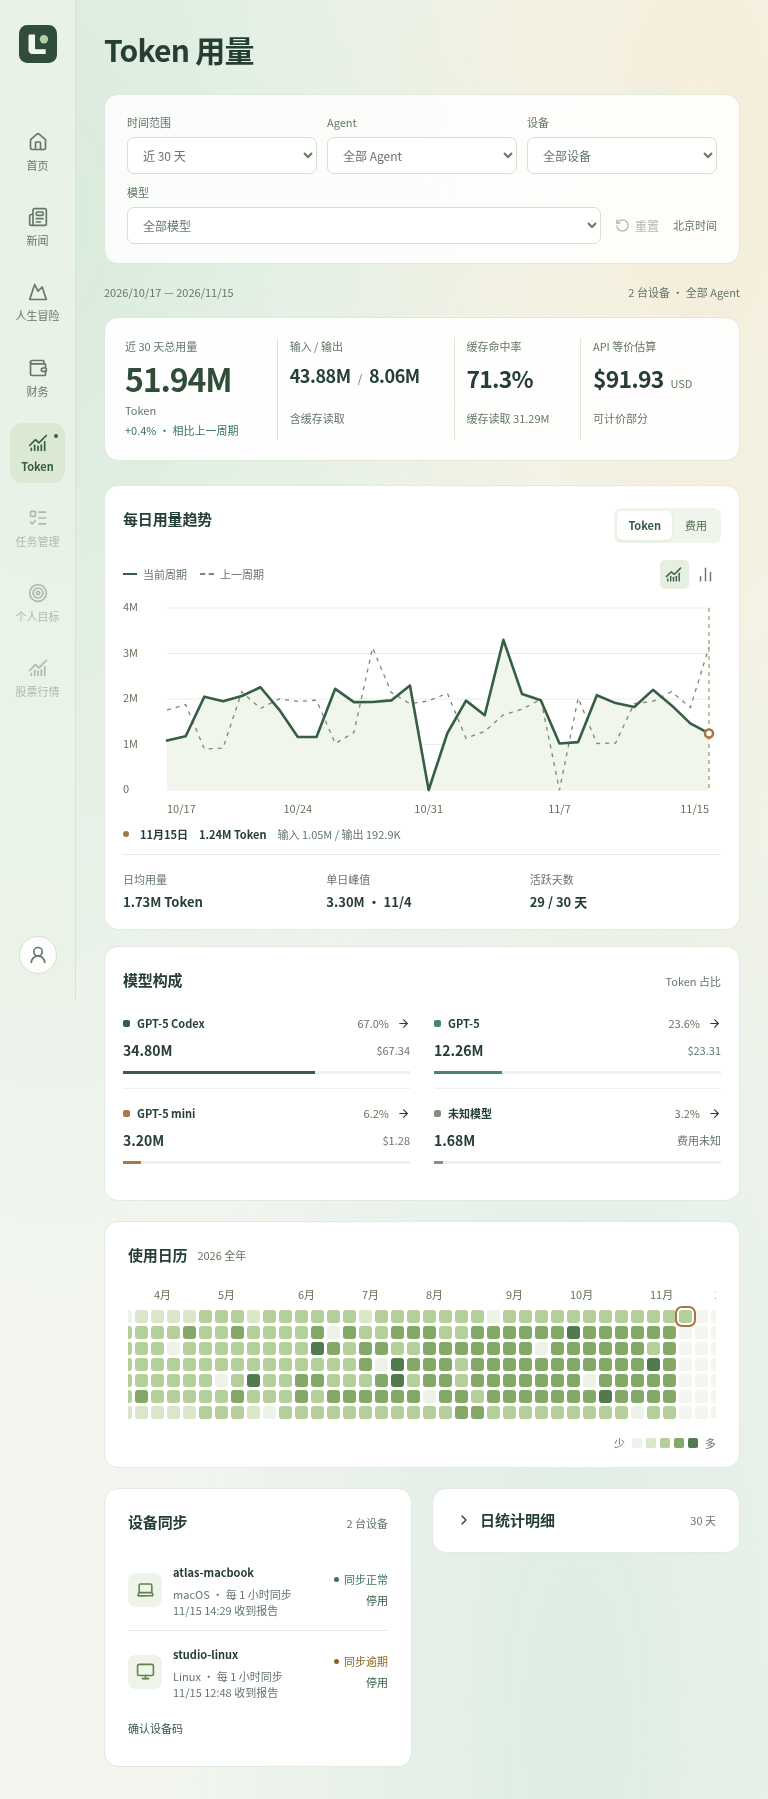 Token 用量
首页
新闻
人生冒险
财务
Token
任务管理
个人目标
股票行情
时间范围
Agent
设备
近 30 天
全部 Agent
全部设备
模型
全部模型
重置
北京时间
2026/10/17 — 2026/11/15
2 台设备 · 全部 Agent
近 30 天总用量
51.94M
Token
+0.4% · 相比上一周期
输入 / 输出
43.88M / 8.06M
含缓存读取
缓存命中率
71.3%
缓存读取 31.29M
API 等价估算
$91.93 USD
可计价部分
每日用量趋势
Token
费用
当前周期
上一周期
4M
3M
2M
1M
0
10/17
10/24
10/31
11/7
11/15
11月15日 1.24M Token 输入 1.05M / 输出 192.9K
日均用量
1.73M Token
单日峰值
3.30M · 11/4
活跃天数
29 / 30 天
模型构成
Token 占比
GPT-5 Codex 67.0%
34.80M $67.34
GPT-5 23.6%
12.26M $23.31
GPT-5 mini 6.2%
3.20M $1.28
未知模型 3.2%
1.68M 费用未知
使用日历 2026 全年
4月 5月 6月 7月 8月 9月 10月 11月
少 多
设备同步
2 台设备
atlas-macbook
macOS · 每 1 小时同步
11/15 14:29 收到报告
同步正常
停用
studio-linux
Linux · 每 1 小时同步
11/15 12:48 收到报告
同步逾期
停用
确认设备码
日统计明细
30 天